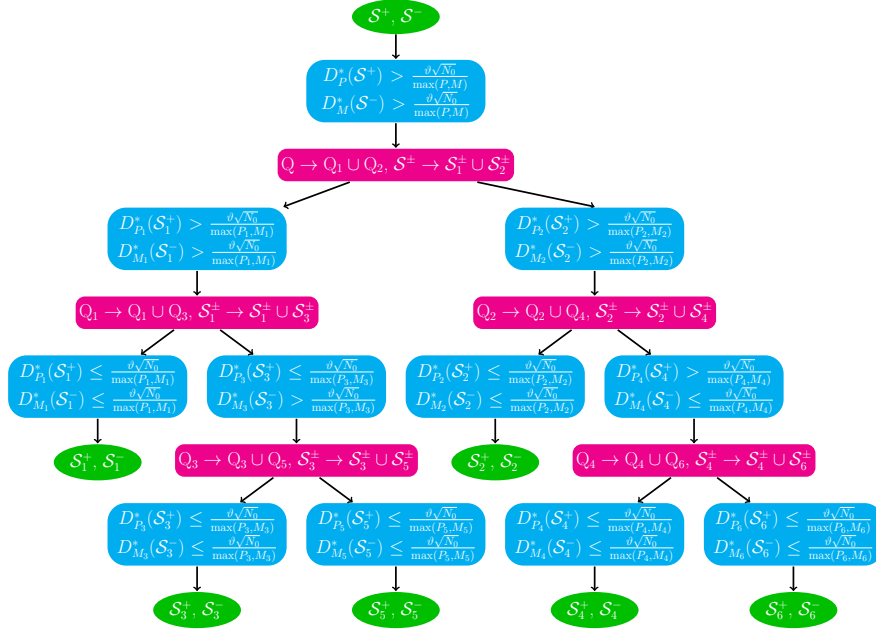 𝒮⁺, 𝒮⁻
D*_P(𝒮⁺) > ϑ√N₀/max(P,M)
D*_M(𝒮⁻) > ϑ√N₀/max(P,M)
Q → Q₁ ∪ Q₂, 𝒮^± → 𝒮₁^± ∪ 𝒮₂^±
D*_{P₁}(𝒮₁⁺) > ϑ√N₀/max(P₁,M₁)
D*_{M₁}(𝒮₁⁻) > ϑ√N₀/max(P₁,M₁)
D*_{P₂}(𝒮₂⁺) > ϑ√N₀/max(P₂,M₂)
D*_{M₂}(𝒮₂⁻) > ϑ√N₀/max(P₂,M₂)
Q₁ → Q₁ ∪ Q₃, 𝒮₁^± → 𝒮₁^± ∪ 𝒮₃^±
Q₂ → Q₂ ∪ Q₄, 𝒮₂^± → 𝒮₂^± ∪ 𝒮₄^±
D*_{P₁}(𝒮₁⁺) ≤ ϑ√N₀/max(P₁,M₁)
D*_{M₁}(𝒮₁⁻) ≤ ϑ√N₀/max(P₁,M₁)
D*_{P₃}(𝒮₃⁺) ≤ ϑ√N₀/max(P₃,M₃)
D*_{M₃}(𝒮₃⁻) > ϑ√N₀/max(P₃,M₃)
D*_{P₂}(𝒮₂⁺) ≤ ϑ√N₀/max(P₂,M₂)
D*_{M₂}(𝒮₂⁻) ≤ ϑ√N₀/max(P₂,M₂)
D*_{P₄}(𝒮₄⁺) > ϑ√N₀/max(P₄,M₄)
D*_{M₄}(𝒮₄⁻) ≤ ϑ√N₀/max(P₄,M₄)
𝒮₁⁺, 𝒮₁⁻
Q₃ → Q₃ ∪ Q₅, 𝒮₃^± → 𝒮₃^± ∪ 𝒮₅^±
𝒮₂⁺, 𝒮₂⁻
Q₄ → Q₄ ∪ Q₆, 𝒮₄^± → 𝒮₄^± ∪ 𝒮₆^±
D*_{P₃}(𝒮₃⁺) ≤ ϑ√N₀/max(P₃,M₃)
D*_{M₃}(𝒮₃⁻) ≤ ϑ√N₀/max(P₃,M₃)
D*_{P₅}(𝒮₅⁺) ≤ ϑ√N₀/max(P₅,M₅)
D*_{M₅}(𝒮₅⁻) ≤ ϑ√N₀/max(P₅,M₅)
D*_{P₄}(𝒮₄⁺) ≤ ϑ√N₀/max(P₄,M₄)
D*_{M₄}(𝒮₄⁻) ≤ ϑ√N₀/max(P₄,M₄)
D*_{P₆}(𝒮₆⁺) ≤ ϑ√N₀/max(P₆,M₆)
D*_{M₆}(𝒮₆⁻) ≤ ϑ√N₀/max(P₆,M₆)
𝒮₃⁺, 𝒮₃⁻
𝒮₅⁺, 𝒮₅⁻
𝒮₄⁺, 𝒮₄⁻
𝒮₆⁺, 𝒮₆⁻